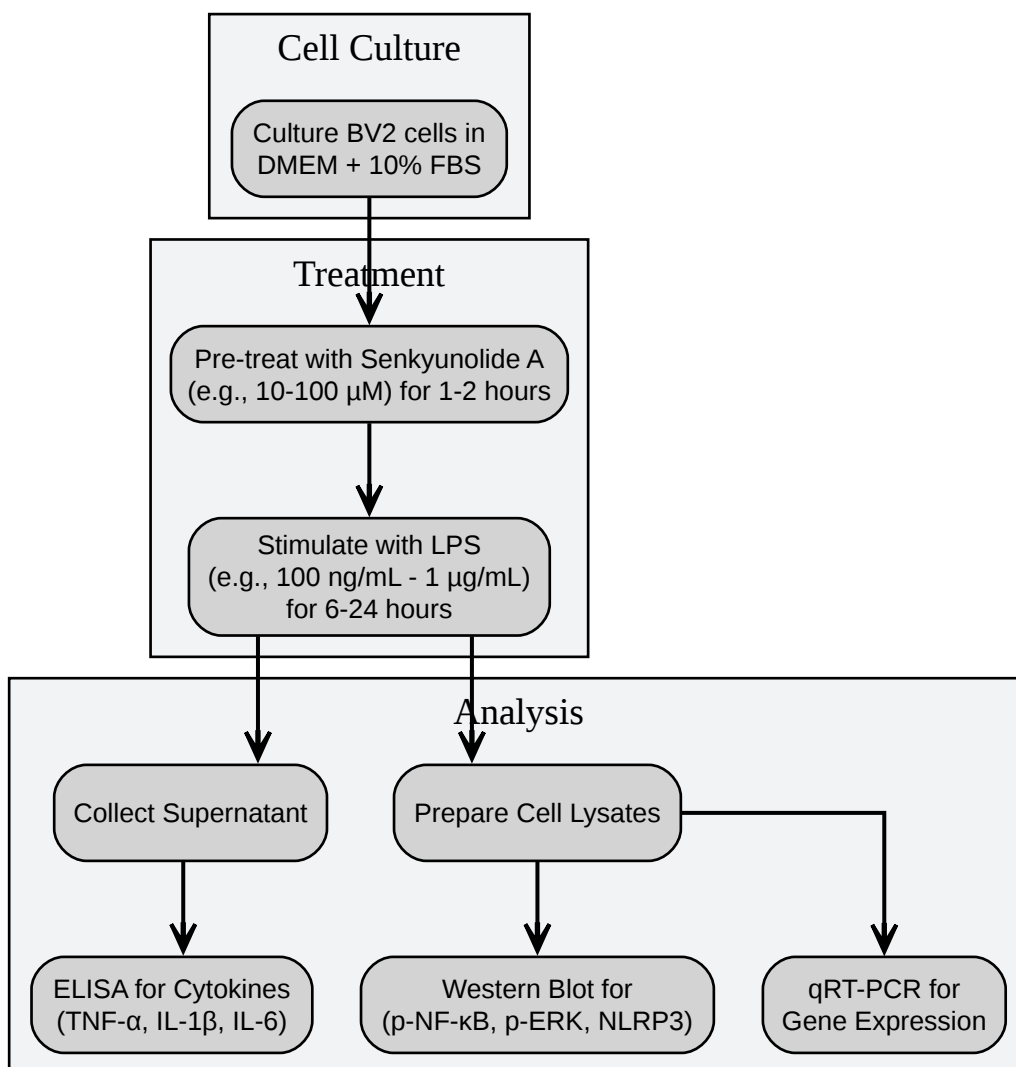 Cell Culture
Culture BV2 cells in
DMEM + 10% FBS
Treatment
Pre-treat with Senkyunolide A
(e.g., 10-100 µM) for 1-2 hours
Stimulate with LPS
(e.g., 100 ng/mL - 1 µg/mL)
for 6-24 hours
Analysis
Collect Supernatant
Prepare Cell Lysates
ELISA for Cytokines
(TNF-α, IL-1β, IL-6)
Western Blot for
(p-NF-κB, p-ERK, NLRP3)
qRT-PCR for
Gene Expression